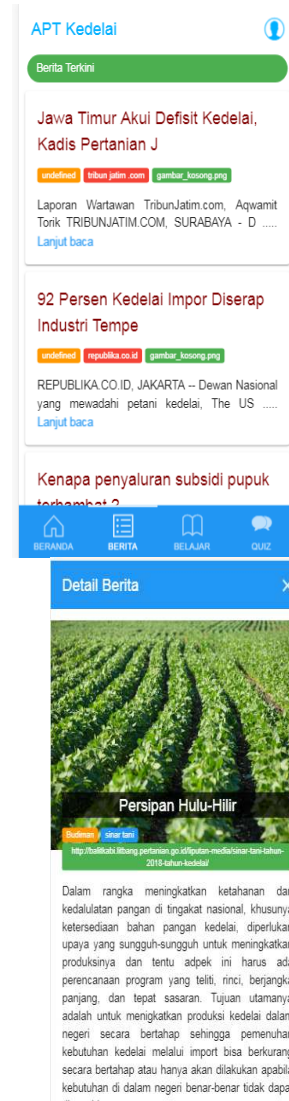 APT Kedelai
Berita Terkini
Jawa Timur Akui Defisit Kedelai,
Kadis Pertanian J
undefined tribun jatim .com gambar_kosong.png
Laporan Wartawan TribunJatim.com, Aqwamit
Torik TRIBUNJATIM.COM, SURABAYA - D .....
Lanjut baca
92 Persen Kedelai Impor Diserap
Industri Tempe
undefined republika.co.id gambar_kosong.png
REPUBLIKA.CO.ID, JAKARTA -- Dewan Nasional
yang mewadahi petani kedelai, The US .....
Lanjut baca
Kenapa penyaluran subsidi pupuk
terhambat ?
BERANDA BERITA BELAJAR QUIZ
Detail Berita
Persipan Hulu-Hilir
Budiman sinar tani
http://balitkabi.litbang.pertanian.go.id/liputan-media/sinar-tani-tahun-
2018-tahun-kedelai/
Dalam rangka meningkatkan ketahanan dan
kedalulatan pangan di tingakat nasional, khusunya
ketersediaan bahan pangan kedelai, diperlukan
upaya yang sungguh-sungguh untuk meningkatkan
produksinya dan tentu adpek ini harus ada
perencanaan program yang teliti, rinci, berjangka
panjang, dan tepat sasaran. Tujuan utamanya
adalah untuk menigkatkan produksi kedelai dalam
negeri secara bertahap sehingga pemenuhan
kebutuhan kedelai melalui import bisa berkurang
secara bertahap atau hanya akan dilakukan apabila
kebutuhan di dalam negeri benar-benar tidak dapat